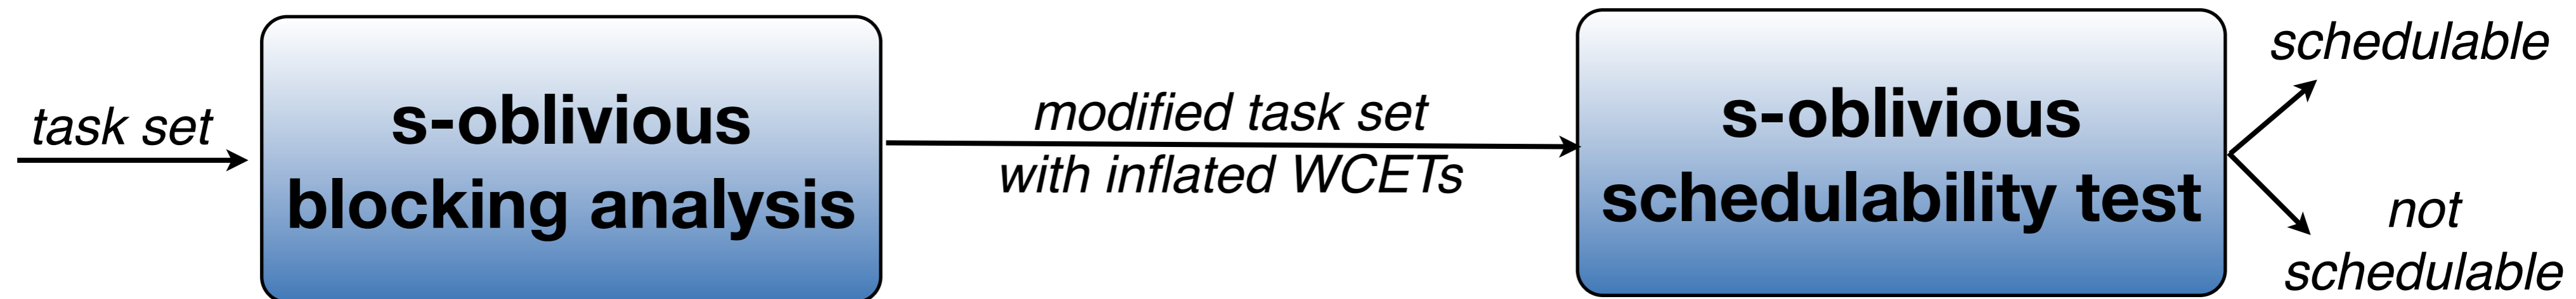 task set
s-oblivious
blocking analysis
modified task set
with inflated WCETs
s-oblivious
schedulability test
schedulable
not
schedulable